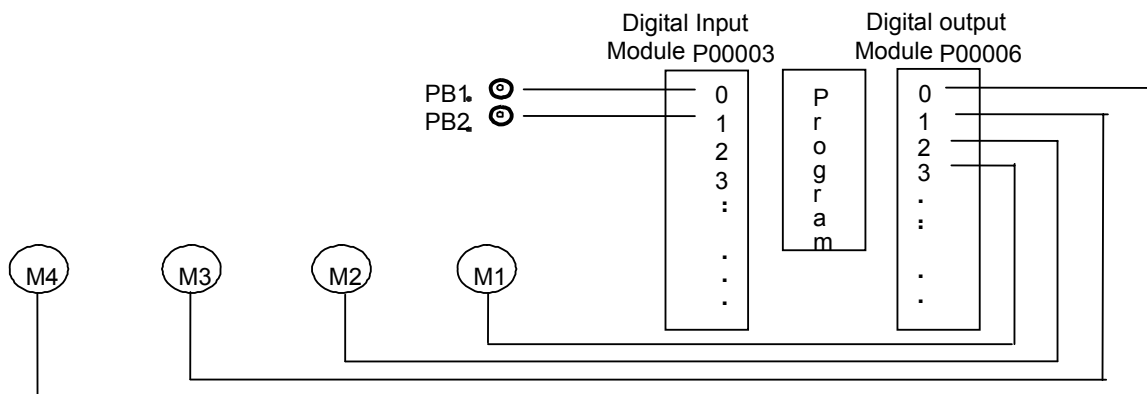 Digital Input
Module P00003
Digital output
Module P00006
PB1.
PB2.
0
1
2
3
:
.
.
.
P
r
o
g
r
a
m
0
1
2
3
.
:
.
.
M4
M3
M2
M1